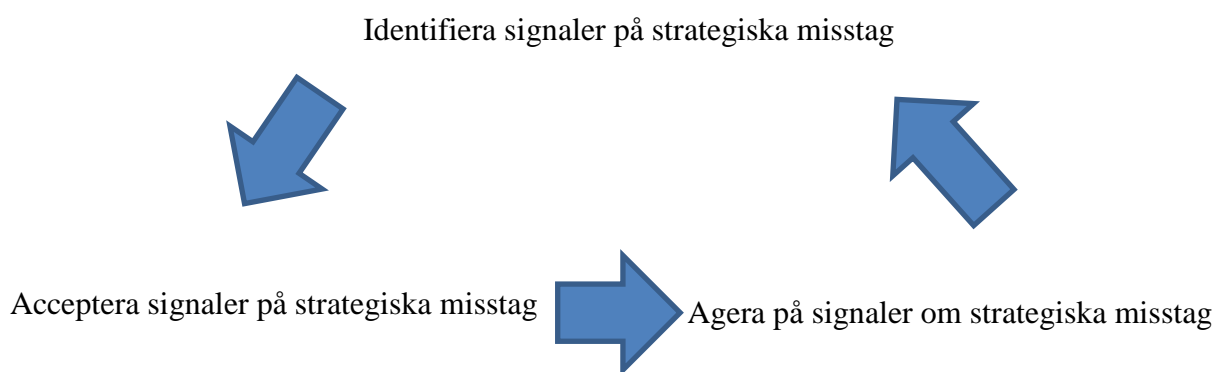 Identifiera signaler på strategiska misstag
Acceptera signaler på strategiska misstag
Agera på signaler om strategiska misstag